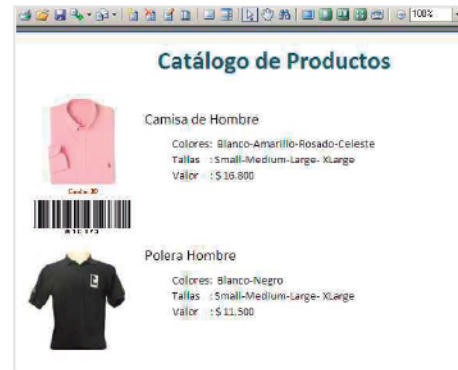 100%
Catálogo de Productos
Camisa de Hombre
Colores: Blanco-Amarillo-Rosado-Celeste
Tallas : Small-Medium-Large- XLarge
Valor : $ 16.800
Polera Hombre
Colores: Blanco-Negro
Tallas : Small-Medium-Large- XLarge
Valor : $ 11.500